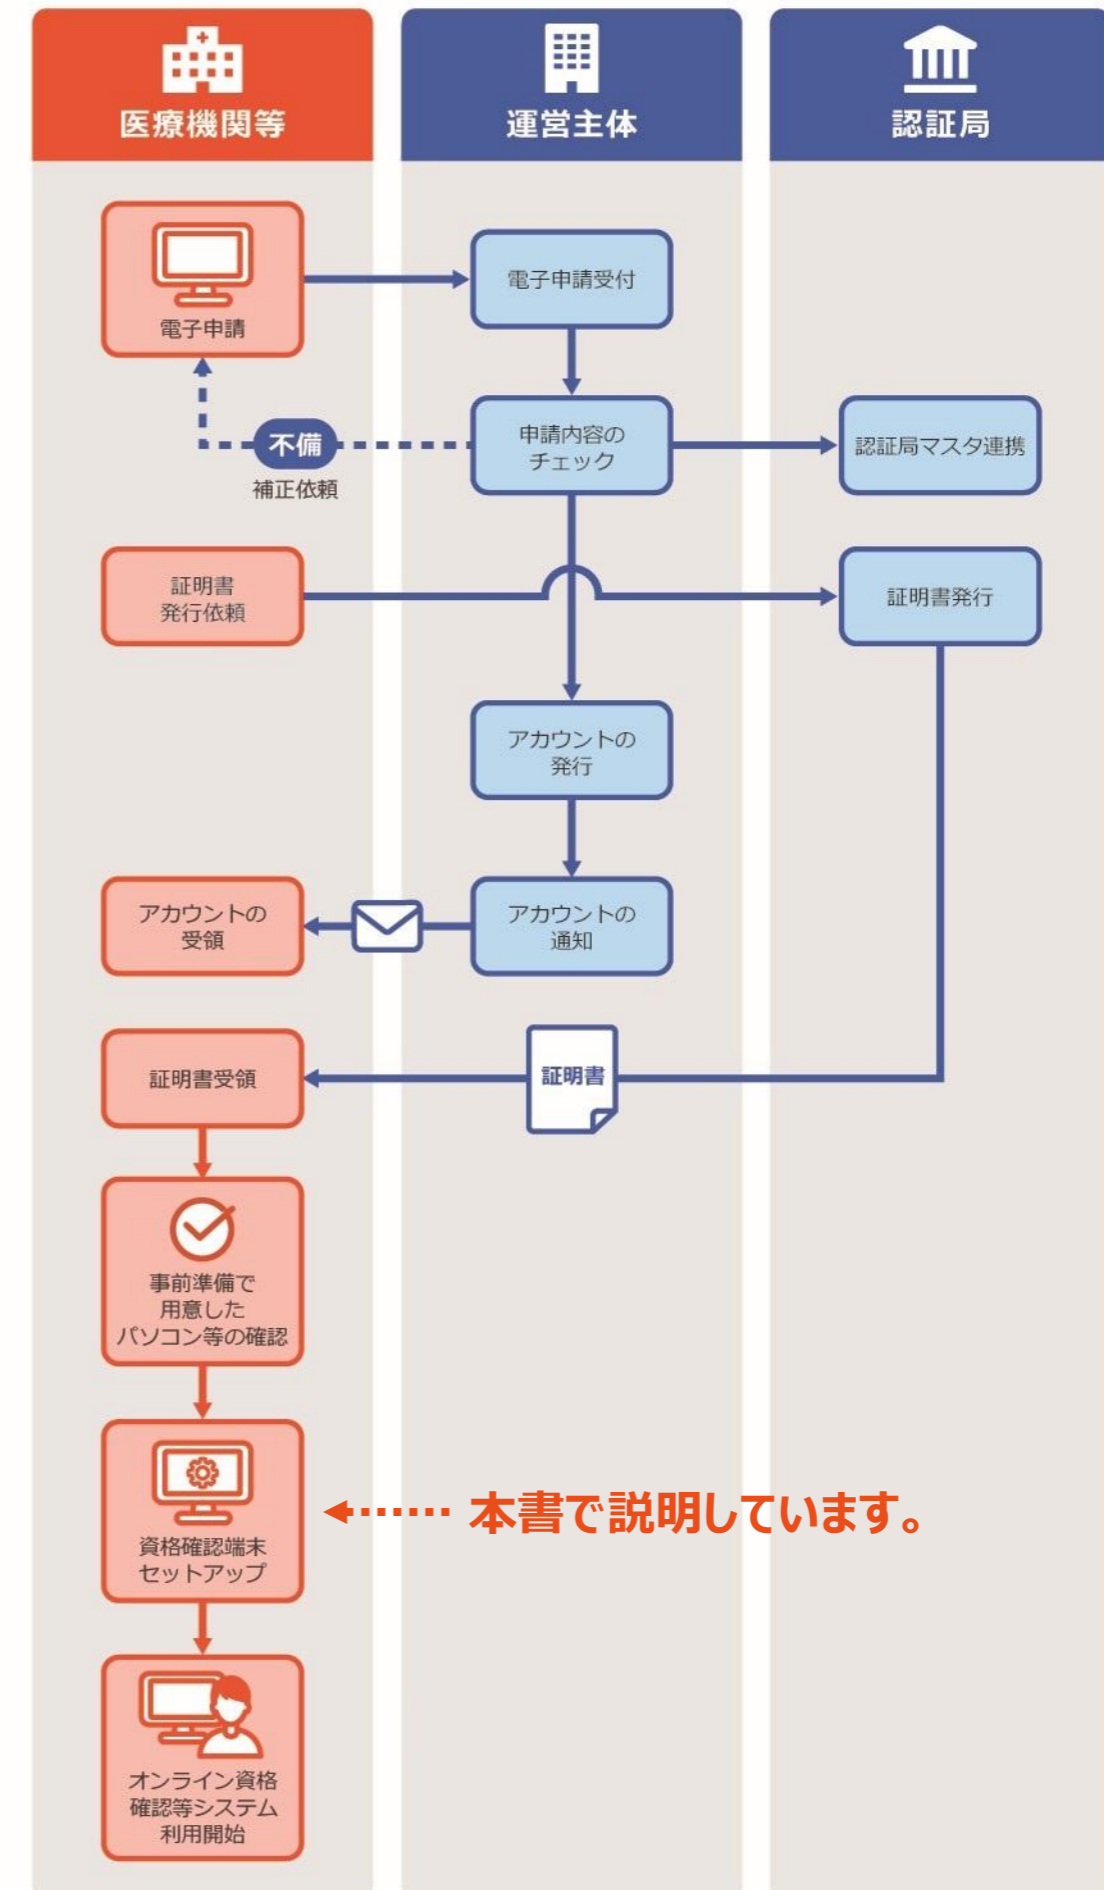 医療機関等
運営主体
認証局
電子申請
電子申請受付
申請内容の
チェック
認証局マスタ連携
不備
補正依頼
証明書
発行依頼
証明書発行
アカウントの
発行
アカウントの
受領
アカウントの
通知
証明書受領
証明書
事前準備で
用意した
パソコン等の確認
資格確認端末
セットアップ
本書で説明しています。
オンライン資格
確認等システム
利用開始